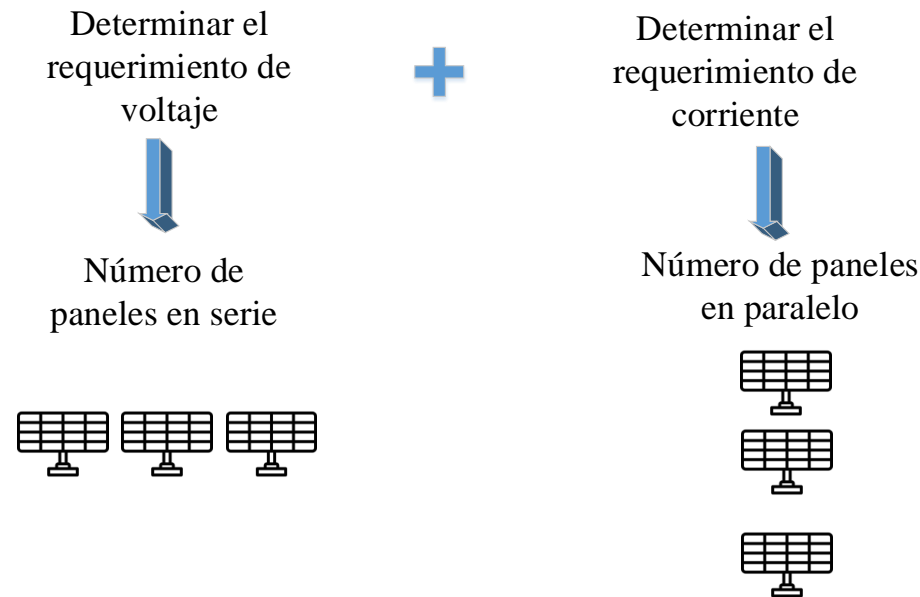 Determinar el
requerimiento de
voltaje
Determinar el
requerimiento de
corriente
Número de
paneles en serie
Número de paneles
en paralelo